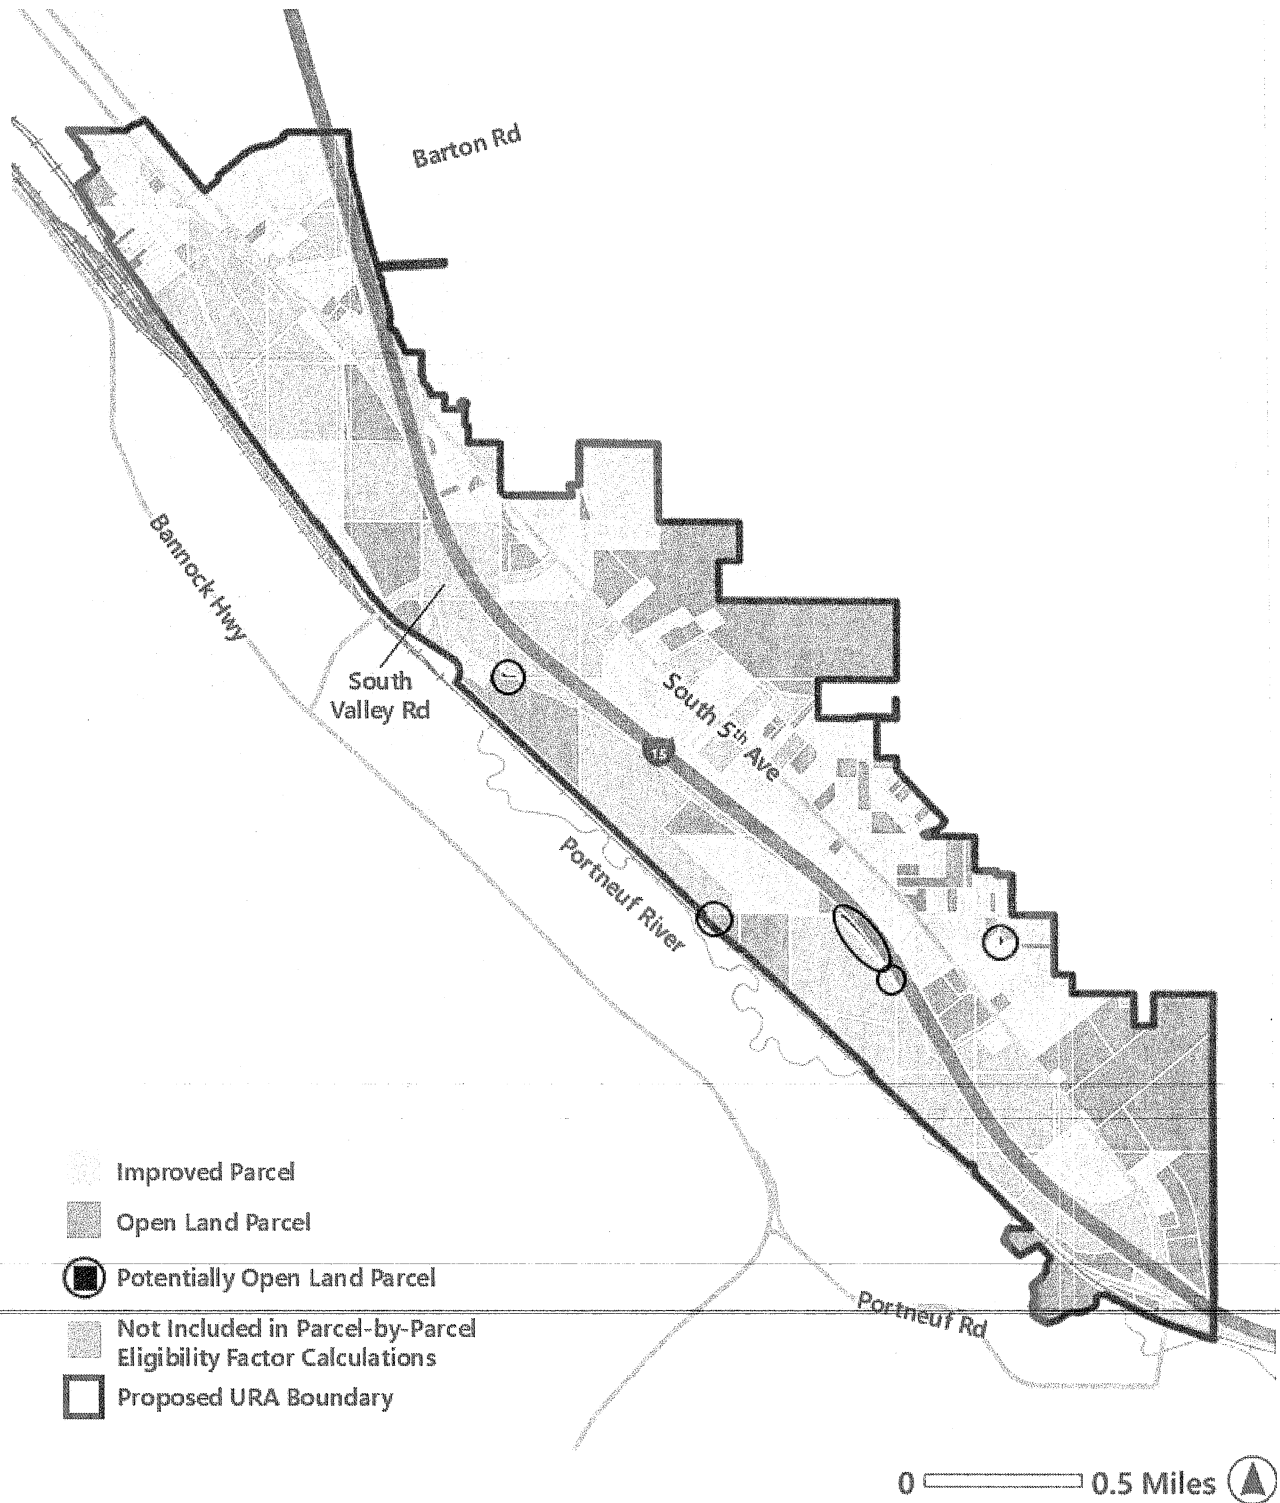 Barton Rd
Bannock Hwy
South
Valley Rd
South 5th Ave
15
Portneuf River
Improved Parcel
Open Land Parcel
Potentially Open Land Parcel
Not Included in Parcel-by-Parcel
Eligibility Factor Calculations
Proposed URA Boundary
Portneuf Rd
0 0.5 Miles